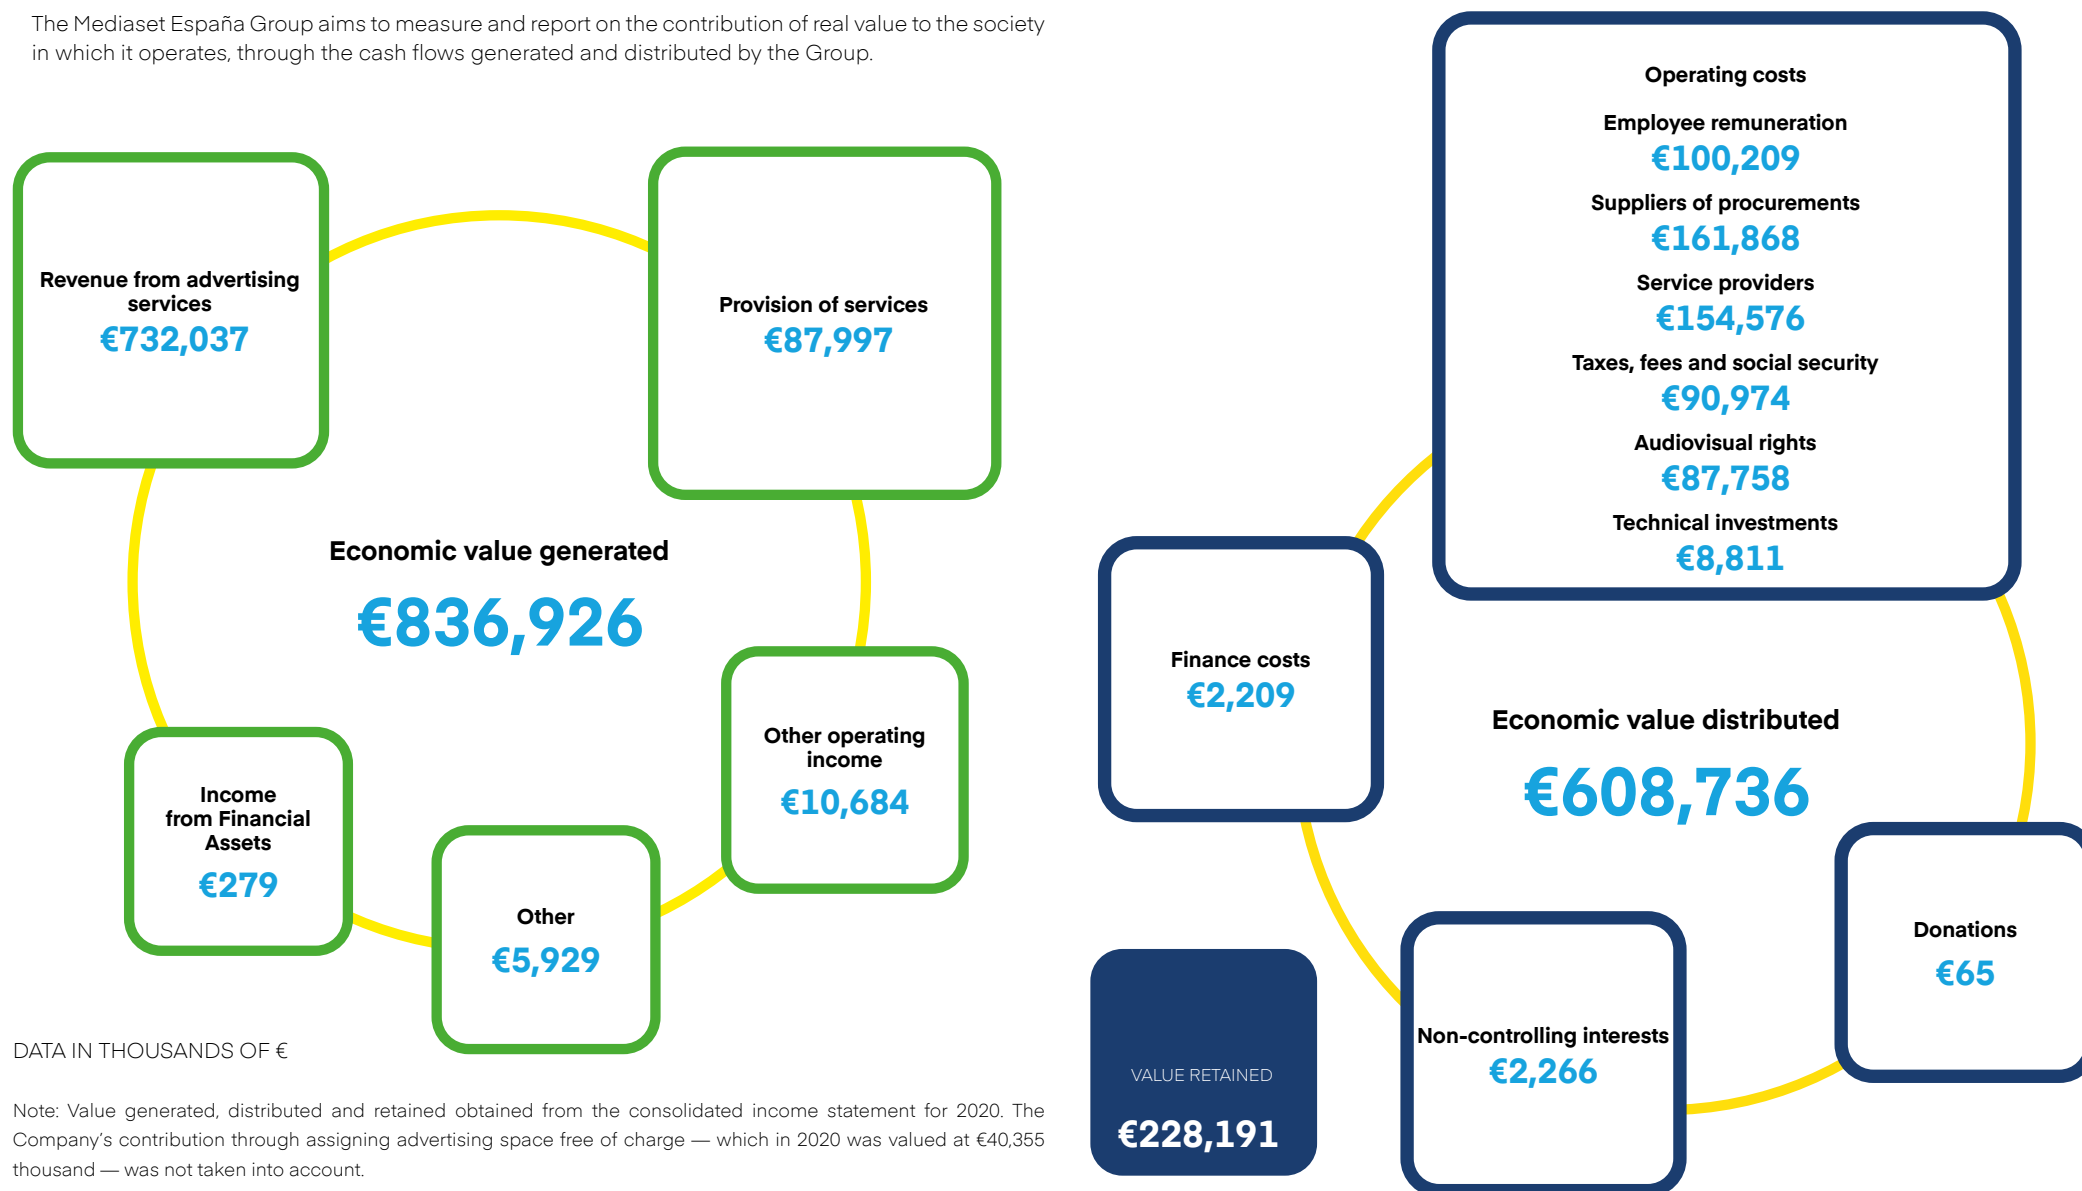 The Mediaset España Group aims to measure and report on the contribution of real value to the society
in which it operates, through the cash flows generated and distributed by the Group.
Revenue from advertising
services
€732,037
Provision of services
€87,997
Economic value generated
€836,926
Other operating
income
€10,684
Income
from Financial
Assets
€279
Other
€5,929
DATA IN THOUSANDS OF €
Note: Value generated, distributed and retained obtained from the consolidated income statement for 2020. The
Company's contribution through assigning advertising space free of charge — which in 2020 was valued at €40,355
thousand — was not taken into account.
Operating costs
Employee remuneration
€100,209
Suppliers of procurements
€161,868
Service providers
€154,576
Taxes, fees and social security
€90,974
Audiovisual rights
€87,758
Technical investments
€8,811
Finance costs
€2,209
Economic value distributed
€608,736
Donations
€65
Non-controlling interests
€2,266
VALUE RETAINED
€228,191